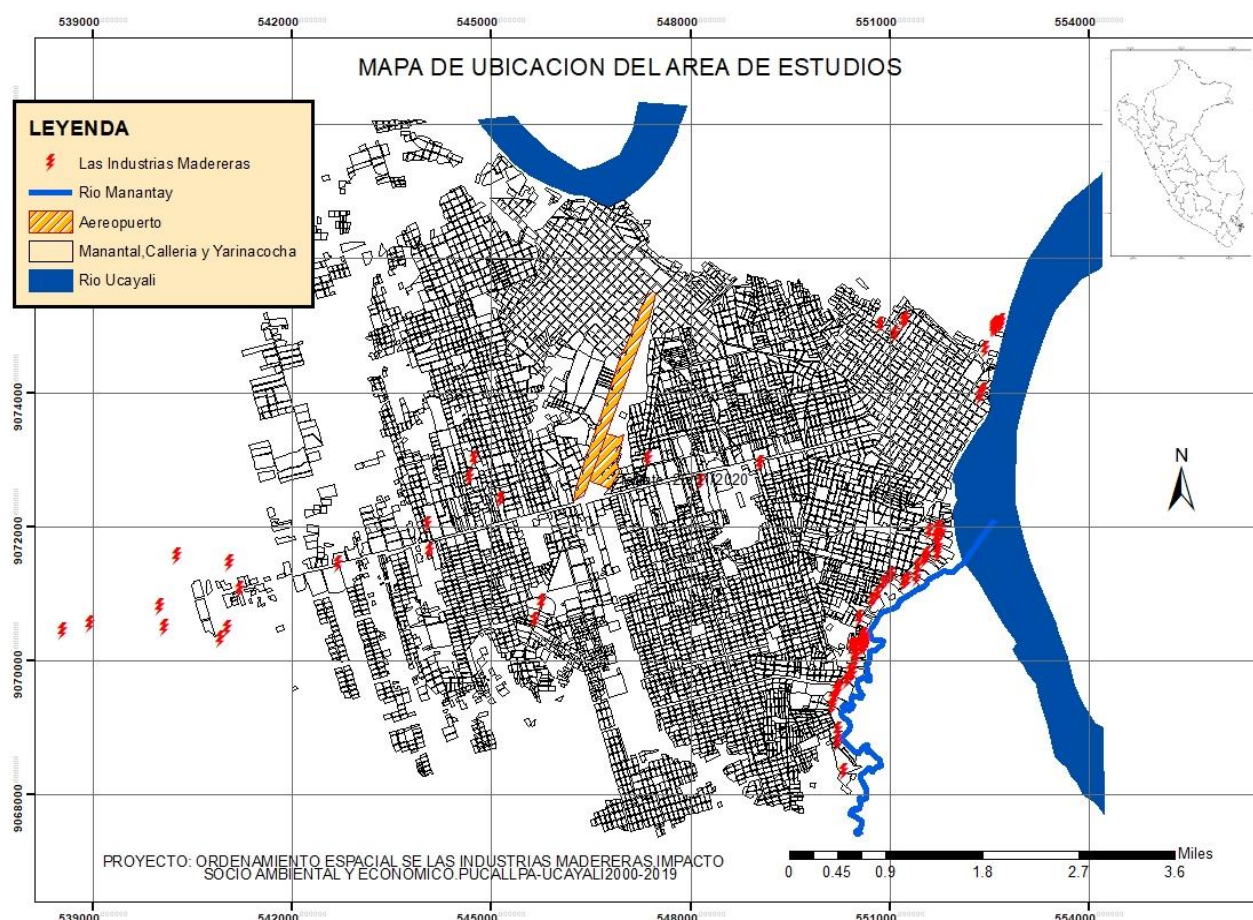 539000 542000 545000 548000 551000 554000
MAPA DE UBICACION DEL AREA DE ESTUDIOS
LEYENDA
Las Industrias Madereras
Rio Manantay
Aereopuerto
Manantal,Calleria y Yarinacocha
Rio Ucayali
9074000
9072000
9070000
9068000
2020
N
PROYECTO: ORDENAMIENTO ESPACIAL SE LAS INDUSTRIAS MADERERAS,IMPACTO
SOCIO AMBIENTAL Y ECONOMICO.PUCALLPA-UCAYALI2000-2019
Miles
0 0.45 0.9 1.8 2.7 3.6
539000 542000 545000 548000 551000 554000